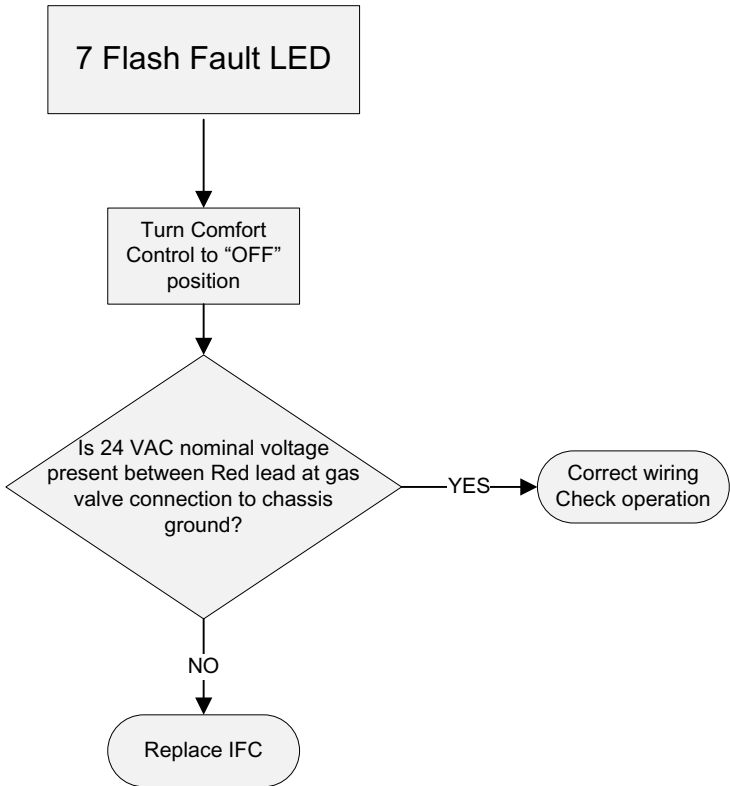 7 Flash Fault LED
Turn Comfort
Control to “OFF”
position
Is 24 VAC nominal voltage
present between Red lead at gas
valve connection to chassis
ground?
YES
Correct wiring
Check operation
NO
Replace IFC